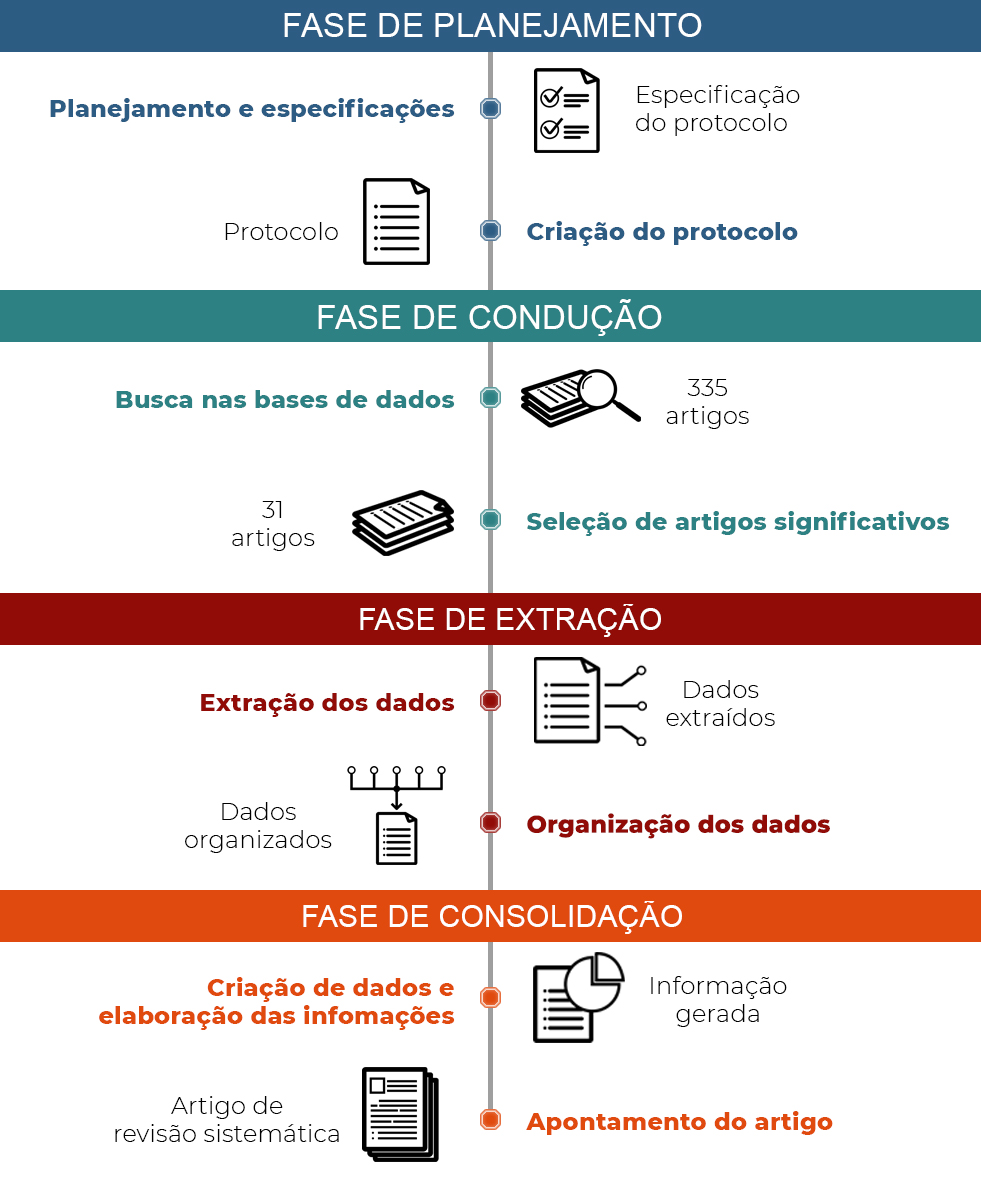 FASE DE PLANEJAMENTO
Planejamento e especificações
Especificação
do protocolo
Protocolo
Criação do protocolo
FASE DE CONDUÇÃO
Busca nas bases de dados
335
artigos
31
artigos
Seleção de artigos significativos
FASE DE EXTRAÇÃO
Extração dos dados
Dados
extraídos
Dados
organizados
Organização dos dados
FASE DE CONSOLIDAÇÃO
Criação de dados e
elaboração das infomações
Informação
gerada
Artigo de
revisão sistemática
Apontamento do artigo